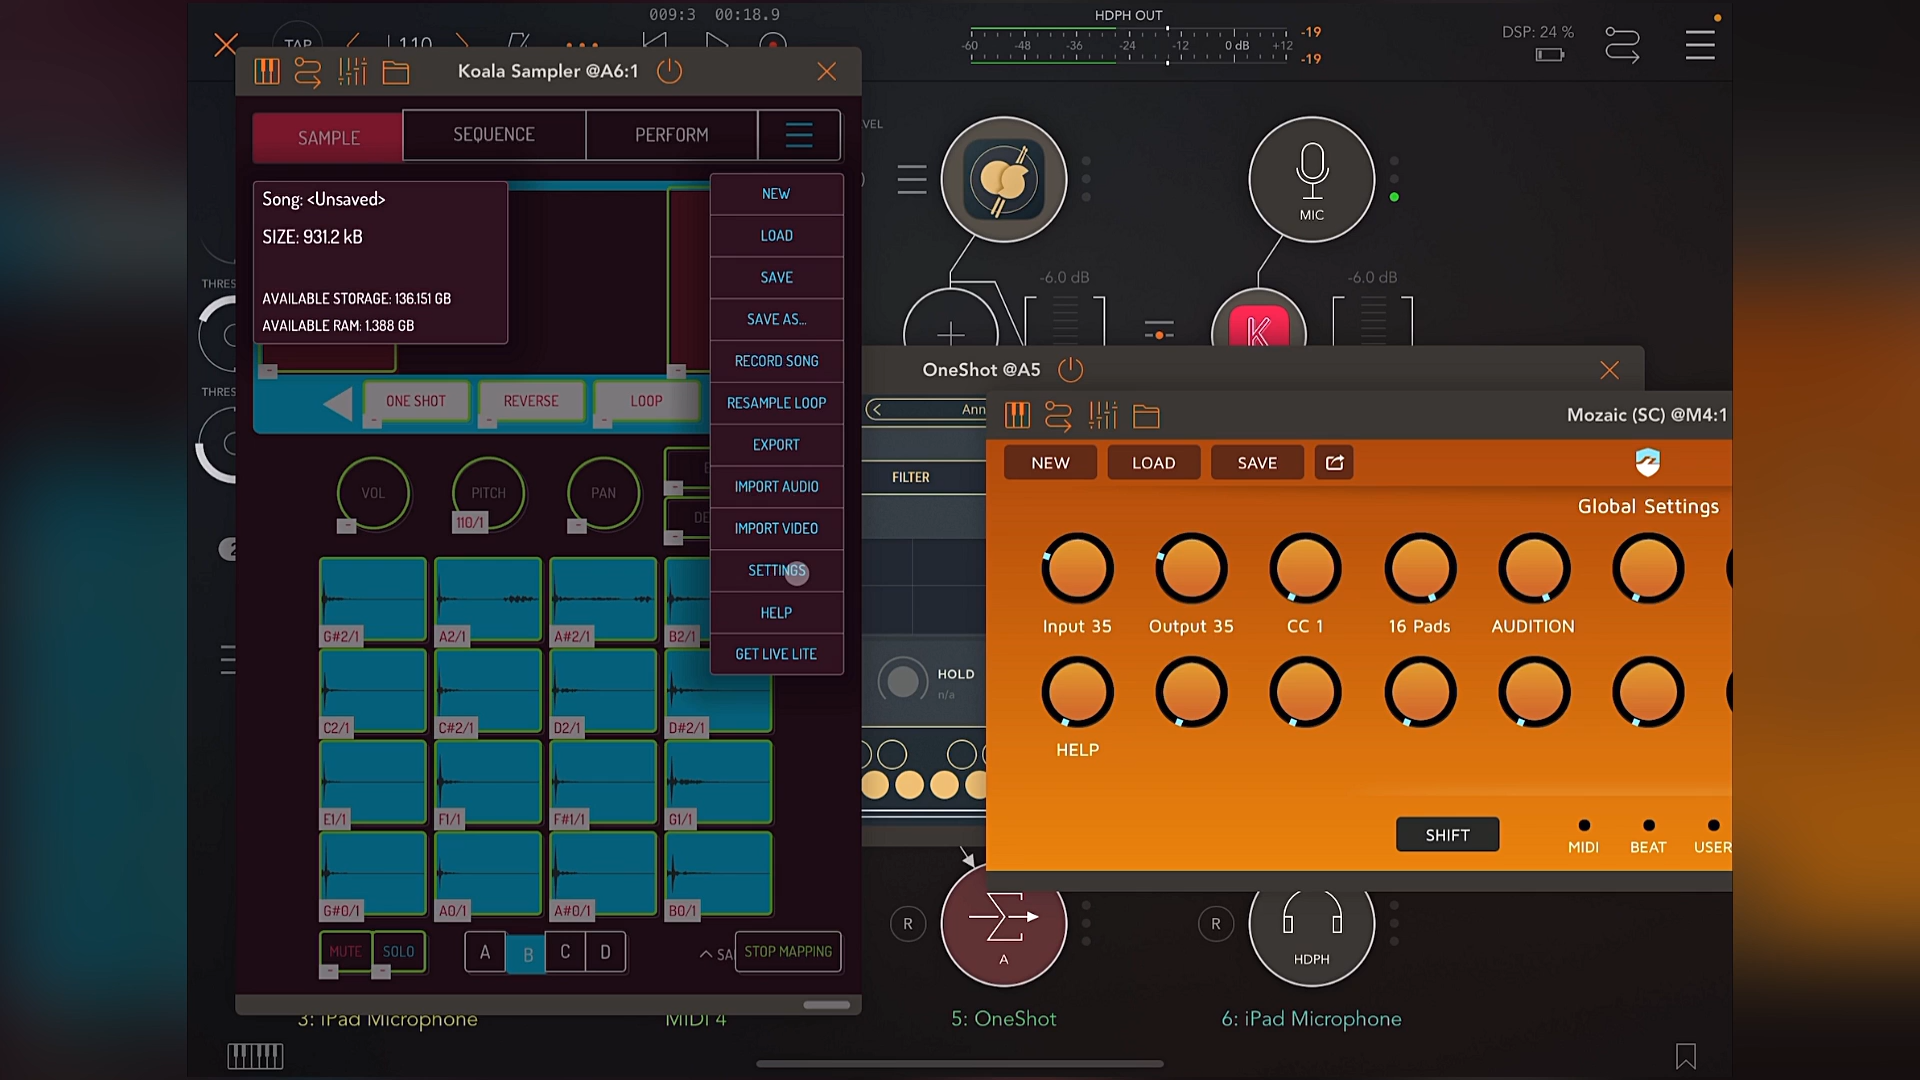 009:3 00:18.9
HDPH OUT
TAP
110
-60 -48 -36 -24 -12 0 dB +12
-19
-19
DSP: 24 %
Koala Sampler @A6:1
SAMPLE SEQUENCE PERFORM
Song: <Unsaved>
SIZE: 931.2 kB
AVAILABLE STORAGE: 136.151 GB
AVAILABLE RAM: 1.388 GB
NEW
LOAD
SAVE
SAVE AS...
RECORD SONG
RESAMPLE LOOP
EXPORT
IMPORT AUDIO
IMPORT VIDEO
SETTINGS
HELP
GET LIVE LITE
THRES
THRES
ONE SHOT REVERSE LOOP
VOL PITCH PAN
110/1
DE
2
G#2/1 A2/1 A#2/1 B2/1
C2/1 C#2/1 D2/1 D#2/1
E1/1 F1/1 F#1/1 G1/1
G#0/1 A0/1 A#0/1 B0/1
MUTE SOLO A B C D SA STOP MAPPING
VEL
MIC
-6.0 dB -6.0 dB
K
OneShot @A5
Ann
FILTER
HOLD
n/a
Mozaic (SC) @M4:1
NEW LOAD SAVE
Global Settings
Input 35 Output 35 CC 1 16 Pads AUDITION
HELP
SHIFT
MIDI BEAT USER
R A R HDPH
3: iPad Microphone MIDI 4 5: OneShot 6: iPad Microphone